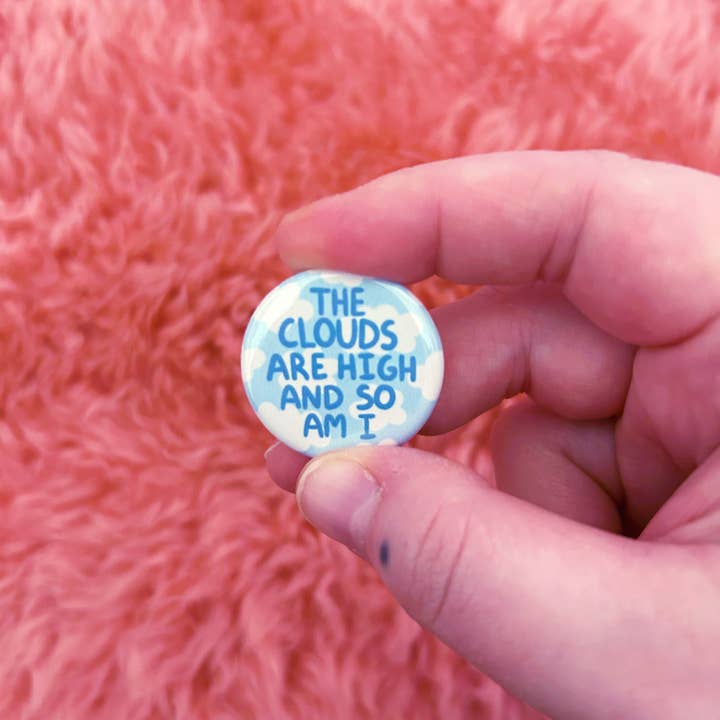 THE
CLOUDS
ARE HIGH
AND SO
AM I